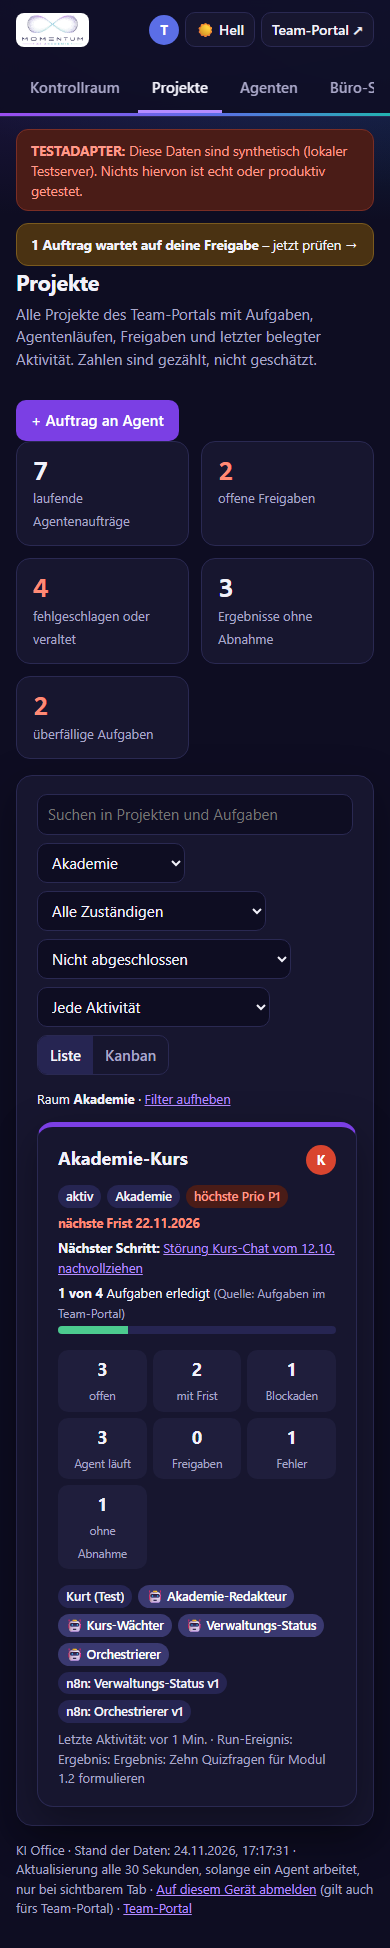 MOMENTUM
T
Hell
Team-Portal ↗
Kontrollraum Projekte Agenten Büro-S
TESTADAPTER: Diese Daten sind synthetisch (lokaler
Testserver). Nichts hiervon ist echt oder produktiv
getestet.
1 Auftrag wartet auf deine Freigabe – jetzt prüfen →
Projekte
Alle Projekte des Team-Portals mit Aufgaben,
Agentenläufen, Freigaben und letzter belegter
Aktivität. Zahlen sind gezählt, nicht geschätzt.
+ Auftrag an Agent
7
laufende
Agentenaufträge
2
offene Freigaben
4
fehlgeschlagen oder
veraltet
3
Ergebnisse ohne
Abnahme
2
überfällige Aufgaben
Suchen in Projekten und Aufgaben
Akademie
Alle Zuständigen
Nicht abgeschlossen
Jede Aktivität
Liste Kanban
Raum Akademie · Filter aufheben
Akademie-Kurs
K
aktiv Akademie höchste Prio P1
nächste Frist 22.11.2026
Nächster Schritt: Störung Kurs-Chat vom 12.10.
nachvollziehen
1 von 4 Aufgaben erledigt (Quelle: Aufgaben im
Team-Portal)
3
offen
2
mit Frist
1
Blockaden
3
Agent läuft
0
Freigaben
1
Fehler
1
ohne
Abnahme
Kurt (Test) Akademie-Redakteur
Kurs-Wächter Verwaltungs-Status
Orchestrierer
n8n: Verwaltungs-Status v1
n8n: Orchestrierer v1
Letzte Aktivität: vor 1 Min. · Run-Ereignis:
Ergebnis: Ergebnis: Zehn Quizfragen für Modul
1.2 formulieren
KI Office · Stand der Daten: 24.11.2026, 17:17:31 ·
Aktualisierung alle 30 Sekunden, solange ein Agent arbeitet,
nur bei sichtbarem Tab · Auf diesem Gerät abmelden (gilt auch
fürs Team-Portal) · Team-Portal